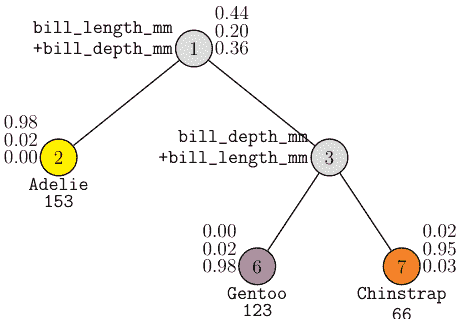 bill_length_mm
+bill_depth_mm
1
0.44
0.20
0.36
0.98
0.02
0.00
2
Adelie
153
bill_depth_mm
+bill_length_mm
3
0.00
0.02
0.98
6
Gentoo
123
0.02
0.95
0.03
7
Chinstrap
66